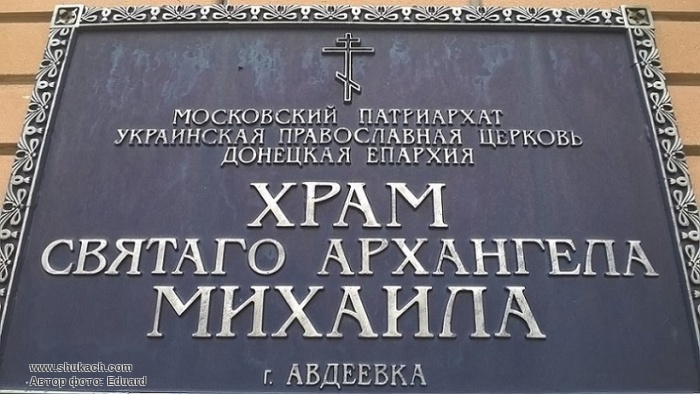 МОСКОВСКИЙ ПАТРИАРХАТ
УКРАИНСКАЯ ПРАВОСЛАВНАЯ ЦЕРКОВЬ
ДОНЕЦКАЯ ЕПАРХИЯ
ХРАМ
СВЯТАГО АРХАНГЕЛА
МИХАИЛА
г. АВДЕЕВКА
www.shukach.com
Автор фото: Eduard